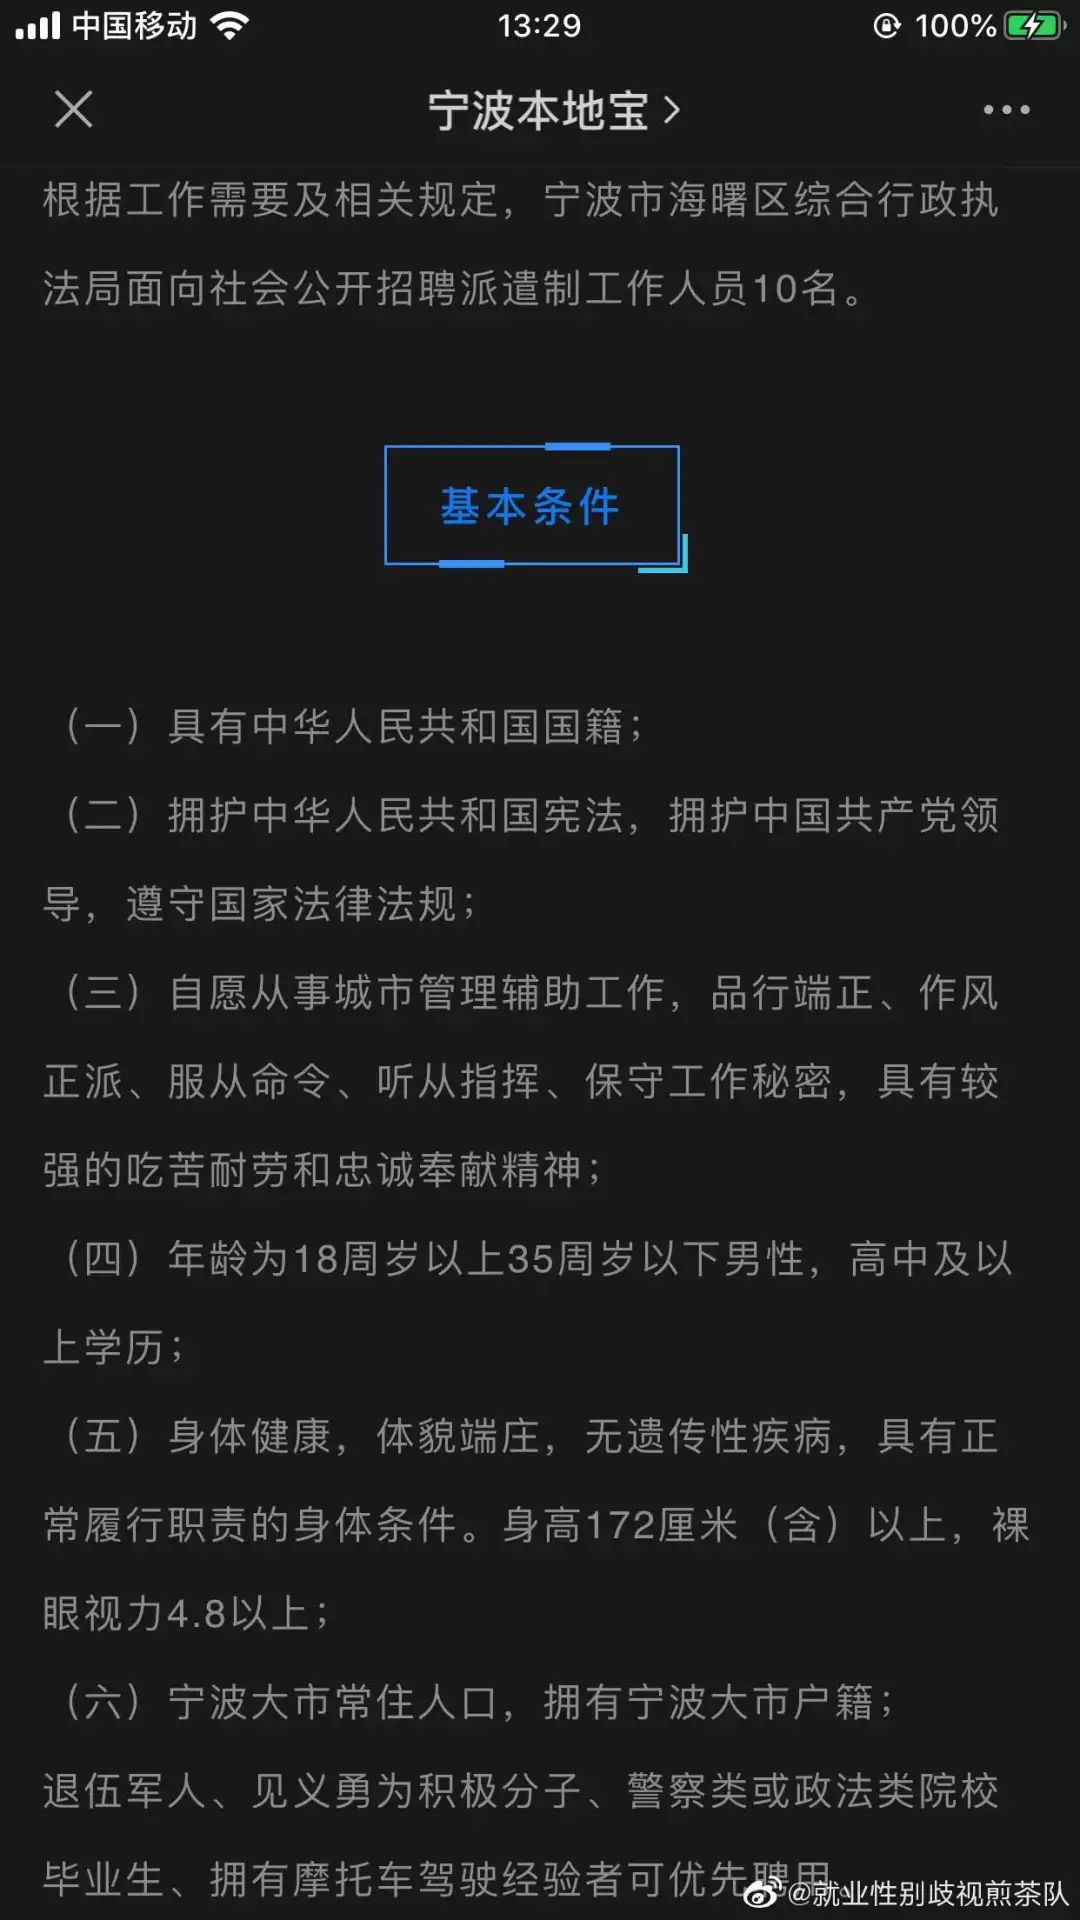 中国移动
13:29
100%
宁波本地宝
根据工作需要及相关规定，宁波市海曙区综合行政执
法局面向社会公开招聘派遣制工作人员10名。
基本条件
（一）具有中华人民共和国国籍；
（二）拥护中华人民共和国宪法，拥护中国共产党领
导，遵守国家法律法规；
（三）自愿从事城市管理辅助工作，品行端正、作风
正派、服从命令、听从指挥、保守工作秘密，具有较
强的吃苦耐劳和忠诚奉献精神；
（四）年龄为18周岁以上35周岁以下男性，高中及以
上学历；
（五）身体健康，体貌端庄，无遗传性疾病，具有正
常履行职责的身体条件。身高172厘米（含）以上，裸
眼视力4.8以上；
（六）宁波大市常住人口，拥有宁波大市户籍；
退伍军人、见义勇为积极分子、警察类或政法类院校
毕业生、拥有摩托车驾驶经验者可优先聘用。
@就业性别歧视煎茶队